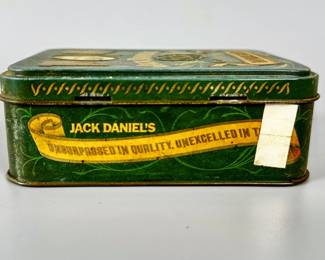 JACK DANIEL'S
UNSURPASSED IN QUALITY. UNEXCELLED IN